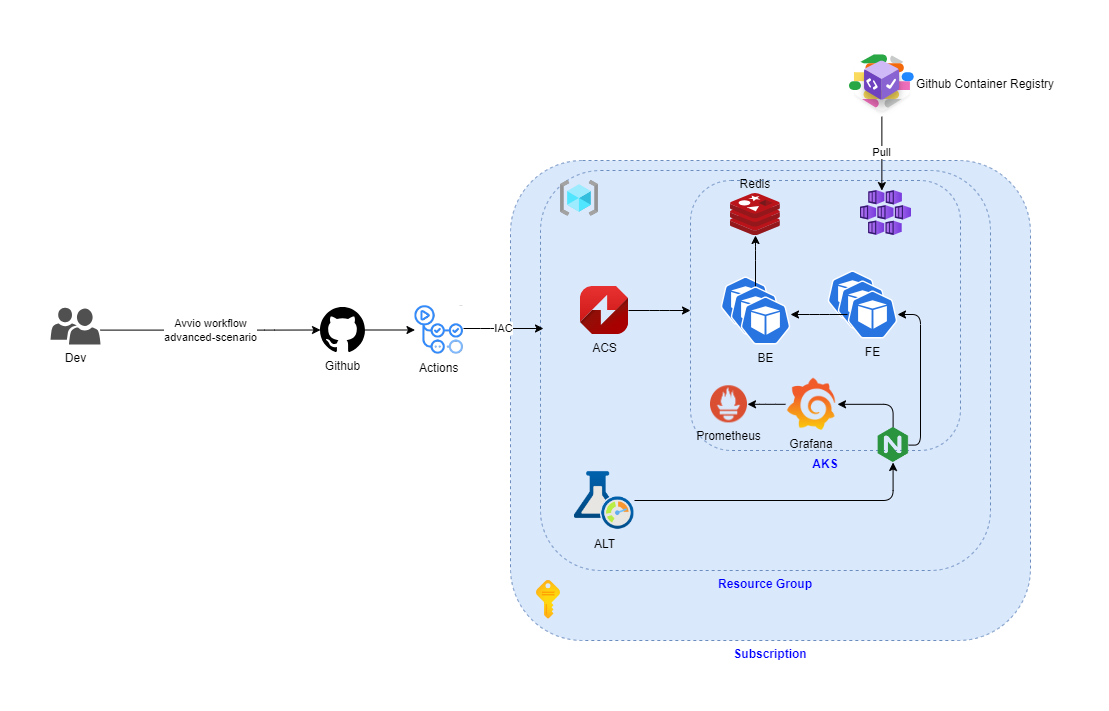 Github Container Registry
Pull
Redis
Avvio workflow
advanced-scenario
IAC
Dev
Github
Actions
ACS
BE
FE
Prometheus
Grafana
N
AKS
ALT
Resource Group
Subscription